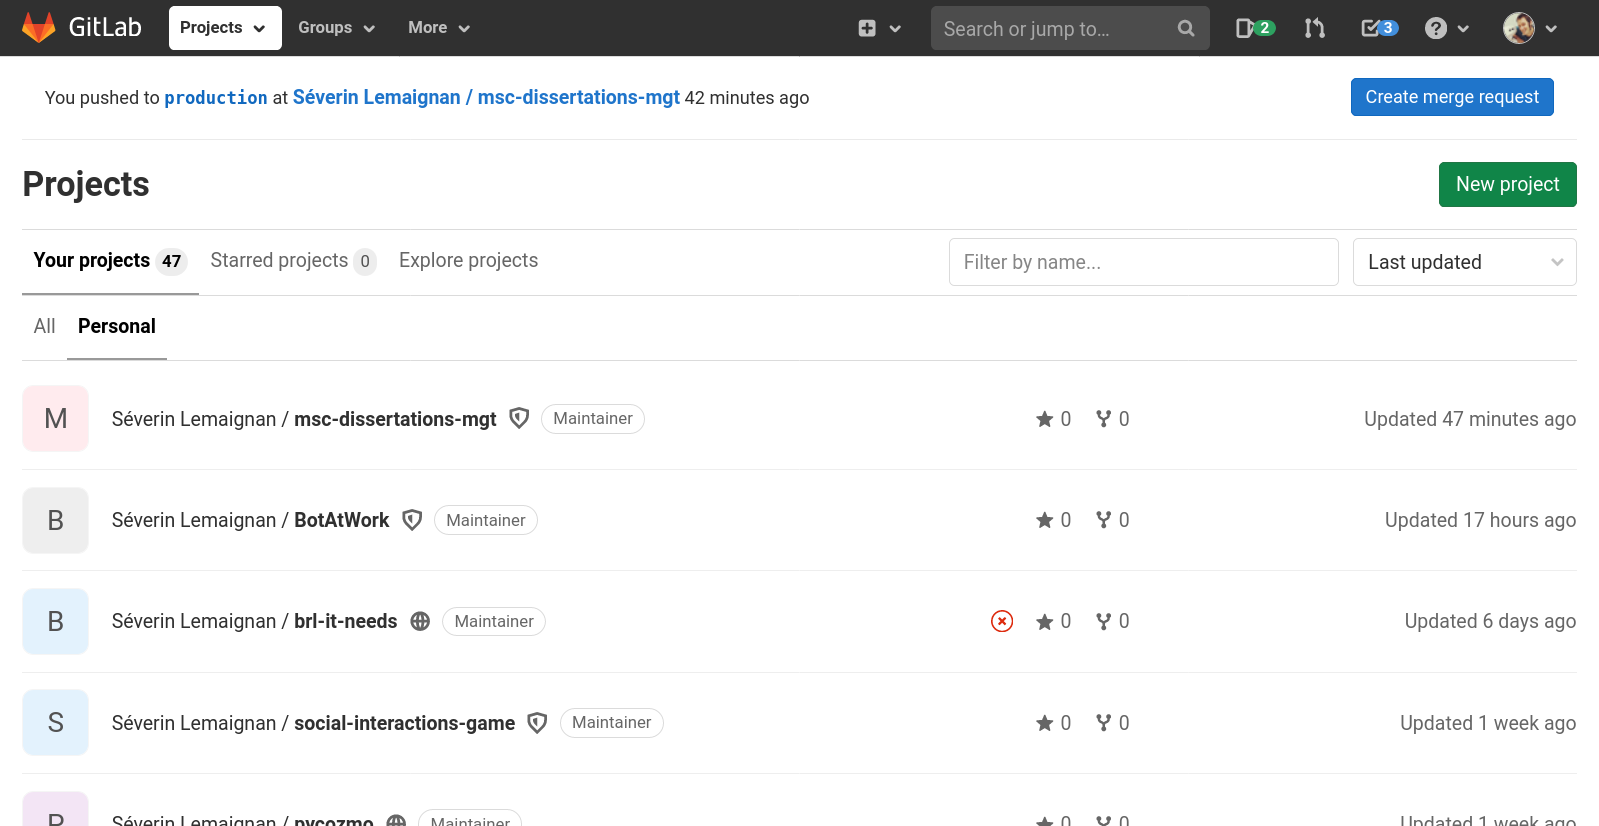 GitLab Projects Groups More Search or jump to... 2 3
You pushed to production at Séverin Lemaignan / msc-dissertations-mgt 42 minutes ago Create merge request
Projects New project
Your projects 47 Starred projects 0 Explore projects Filter by name... Last updated
All Personal
M Séverin Lemaignan / msc-dissertations-mgt Maintainer 0 0 Updated 47 minutes ago
B Séverin Lemaignan / BotAtWork Maintainer 0 0 Updated 17 hours ago
B Séverin Lemaignan / brl-it-needs Maintainer 0 0 Updated 6 days ago
S Séverin Lemaignan / social-interactions-game Maintainer 0 0 Updated 1 week ago
P Séverin Lemaignan / pycozmo Maintainer 0 0 Updated 1 week ago